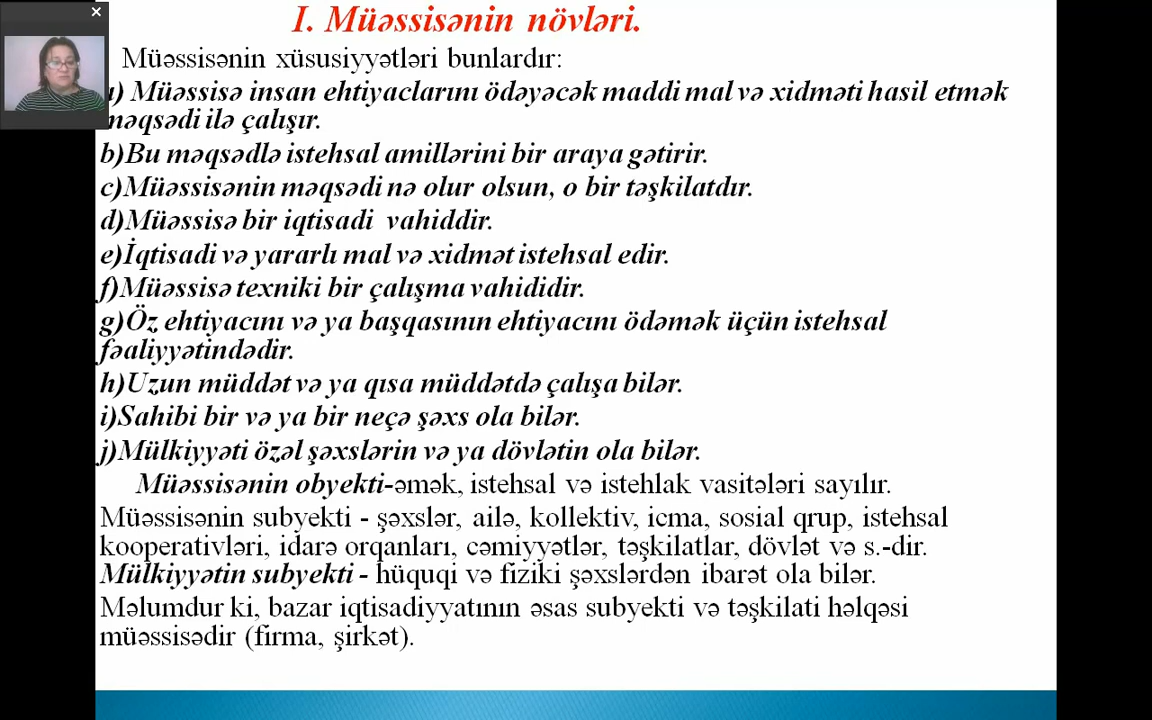 I. Müəssisənin növləri.
Müəssisənin xüsusiyyətləri bunlardır:
) Müəssisə insan ehtiyaclarını ödəyəcək maddi mal və xidməti hasil etmək
məqsədi ilə çalışır.
b)Bu məqsədlə istehsal amillərini bir araya gətirir.
c)Müəssisənin məqsədi nə olur olsun, o bir təşkilatdır.
d)Müəssisə bir iqtisadi vahiddir.
e)İqtisadi və yararlı mal və xidmət istehsal edir.
f)Müəssisə texniki bir çalışma vahididir.
g)Öz ehtiyacını və ya başqasının ehtiyacını ödəmək üçün istehsal
fəaliyyətindədir.
h)Uzun müddət və ya qısa müddətdə çalışa bilər.
i)Sahibi bir və ya bir neçə şəxs ola bilər.
j)Mülkiyyəti özəl şəxslərin və ya dövlətin ola bilər.
Müəssisənin obyekti-əmək, istehsal və istehlak vasitələri sayılır.
Müəssisənin subyekti - şəxslər, ailə, kollektiv, icma, sosial qrup, istehsal
kooperativləri, idarə orqanları, cəmiyyətlər, təşkilatlar, dövlət və s.-dir.
Mülkiyyətin subyekti - hüquqi və fiziki şəxslərdən ibarət ola bilər.
Məlumdur ki, bazar iqtisadiyyatının əsas subyekti və təşkilati həlqəsi
müəssisədir (firma, şirkət).